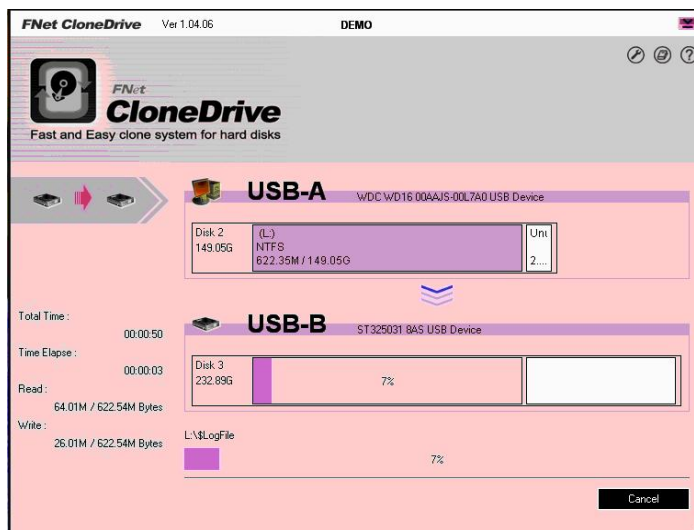 FNet CloneDrive Ver 1.04.06 DEMO
FNet
CloneDrive
Fast and Easy clone system for hard disks
USB-A WDC WD16 00AAJS-00L7A0 USB Device
Disk 2
149.05G
(L:)
NTFS
622.35M / 149.05G
Un
2....
USB-B ST325031 8AS USB Device
Disk 3
232.89G
7%
Total Time :
00:00:50
Time Elapse :
00:00:03
Read :
64.01M / 622.54M Bytes
Write :
26.01M / 622.54M Bytes
L:\$LogFile
7%
Cancel